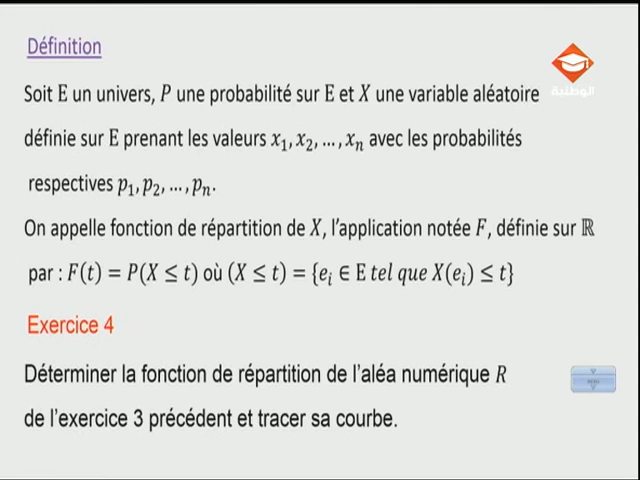 Définition
Soit E un univers, P une probabilité sur E et X une variable aléatoire
الوطنية
définie sur E prenant les valeurs x₁, x₂, …, xₙ avec les probabilités
respectives p₁, p₂, …, pₙ.
On appelle fonction de répartition de X, l’application notée F, définie sur ℝ
par : F(t) = P(X ≤ t) où (X ≤ t) = {eᵢ ∈ E tel que X(eᵢ) ≤ t}
Exercice 4
Déterminer la fonction de répartition de l’aléa numérique R
de l’exercice 3 précédent et tracer sa courbe.